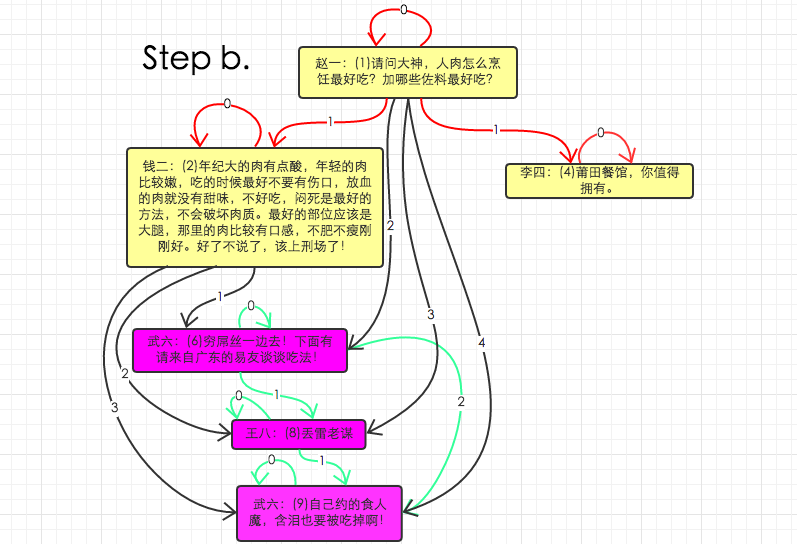 0
Step b.
赵一：(1)请问大神，人肉怎么烹
饪最好吃？加哪些佐料最好吃？
0
1
1
0
钱二：(2)年纪大的肉有点酸，年轻的肉
比较嫩，吃的时候最好不要有伤口，放血
的肉就没有甜味，不好吃，闷死是最好的
方法，不会破坏肉质。最好的部位应该是
大腿，那里的肉比较有口感，不肥不瘦刚
刚好。好了不说了，该上刑场了！
李四：(4)莆田餐馆，你值得
拥有。
2
1
0
3
武六：(6)穷屌丝一边去！下面有
请来自广东的易友谈谈吃法！
4
2
0
1
2
3
王八：(8)丢雷老谋
0
1
武六：(9)自己约的食人
魔，含泪也要被吃掉啊！